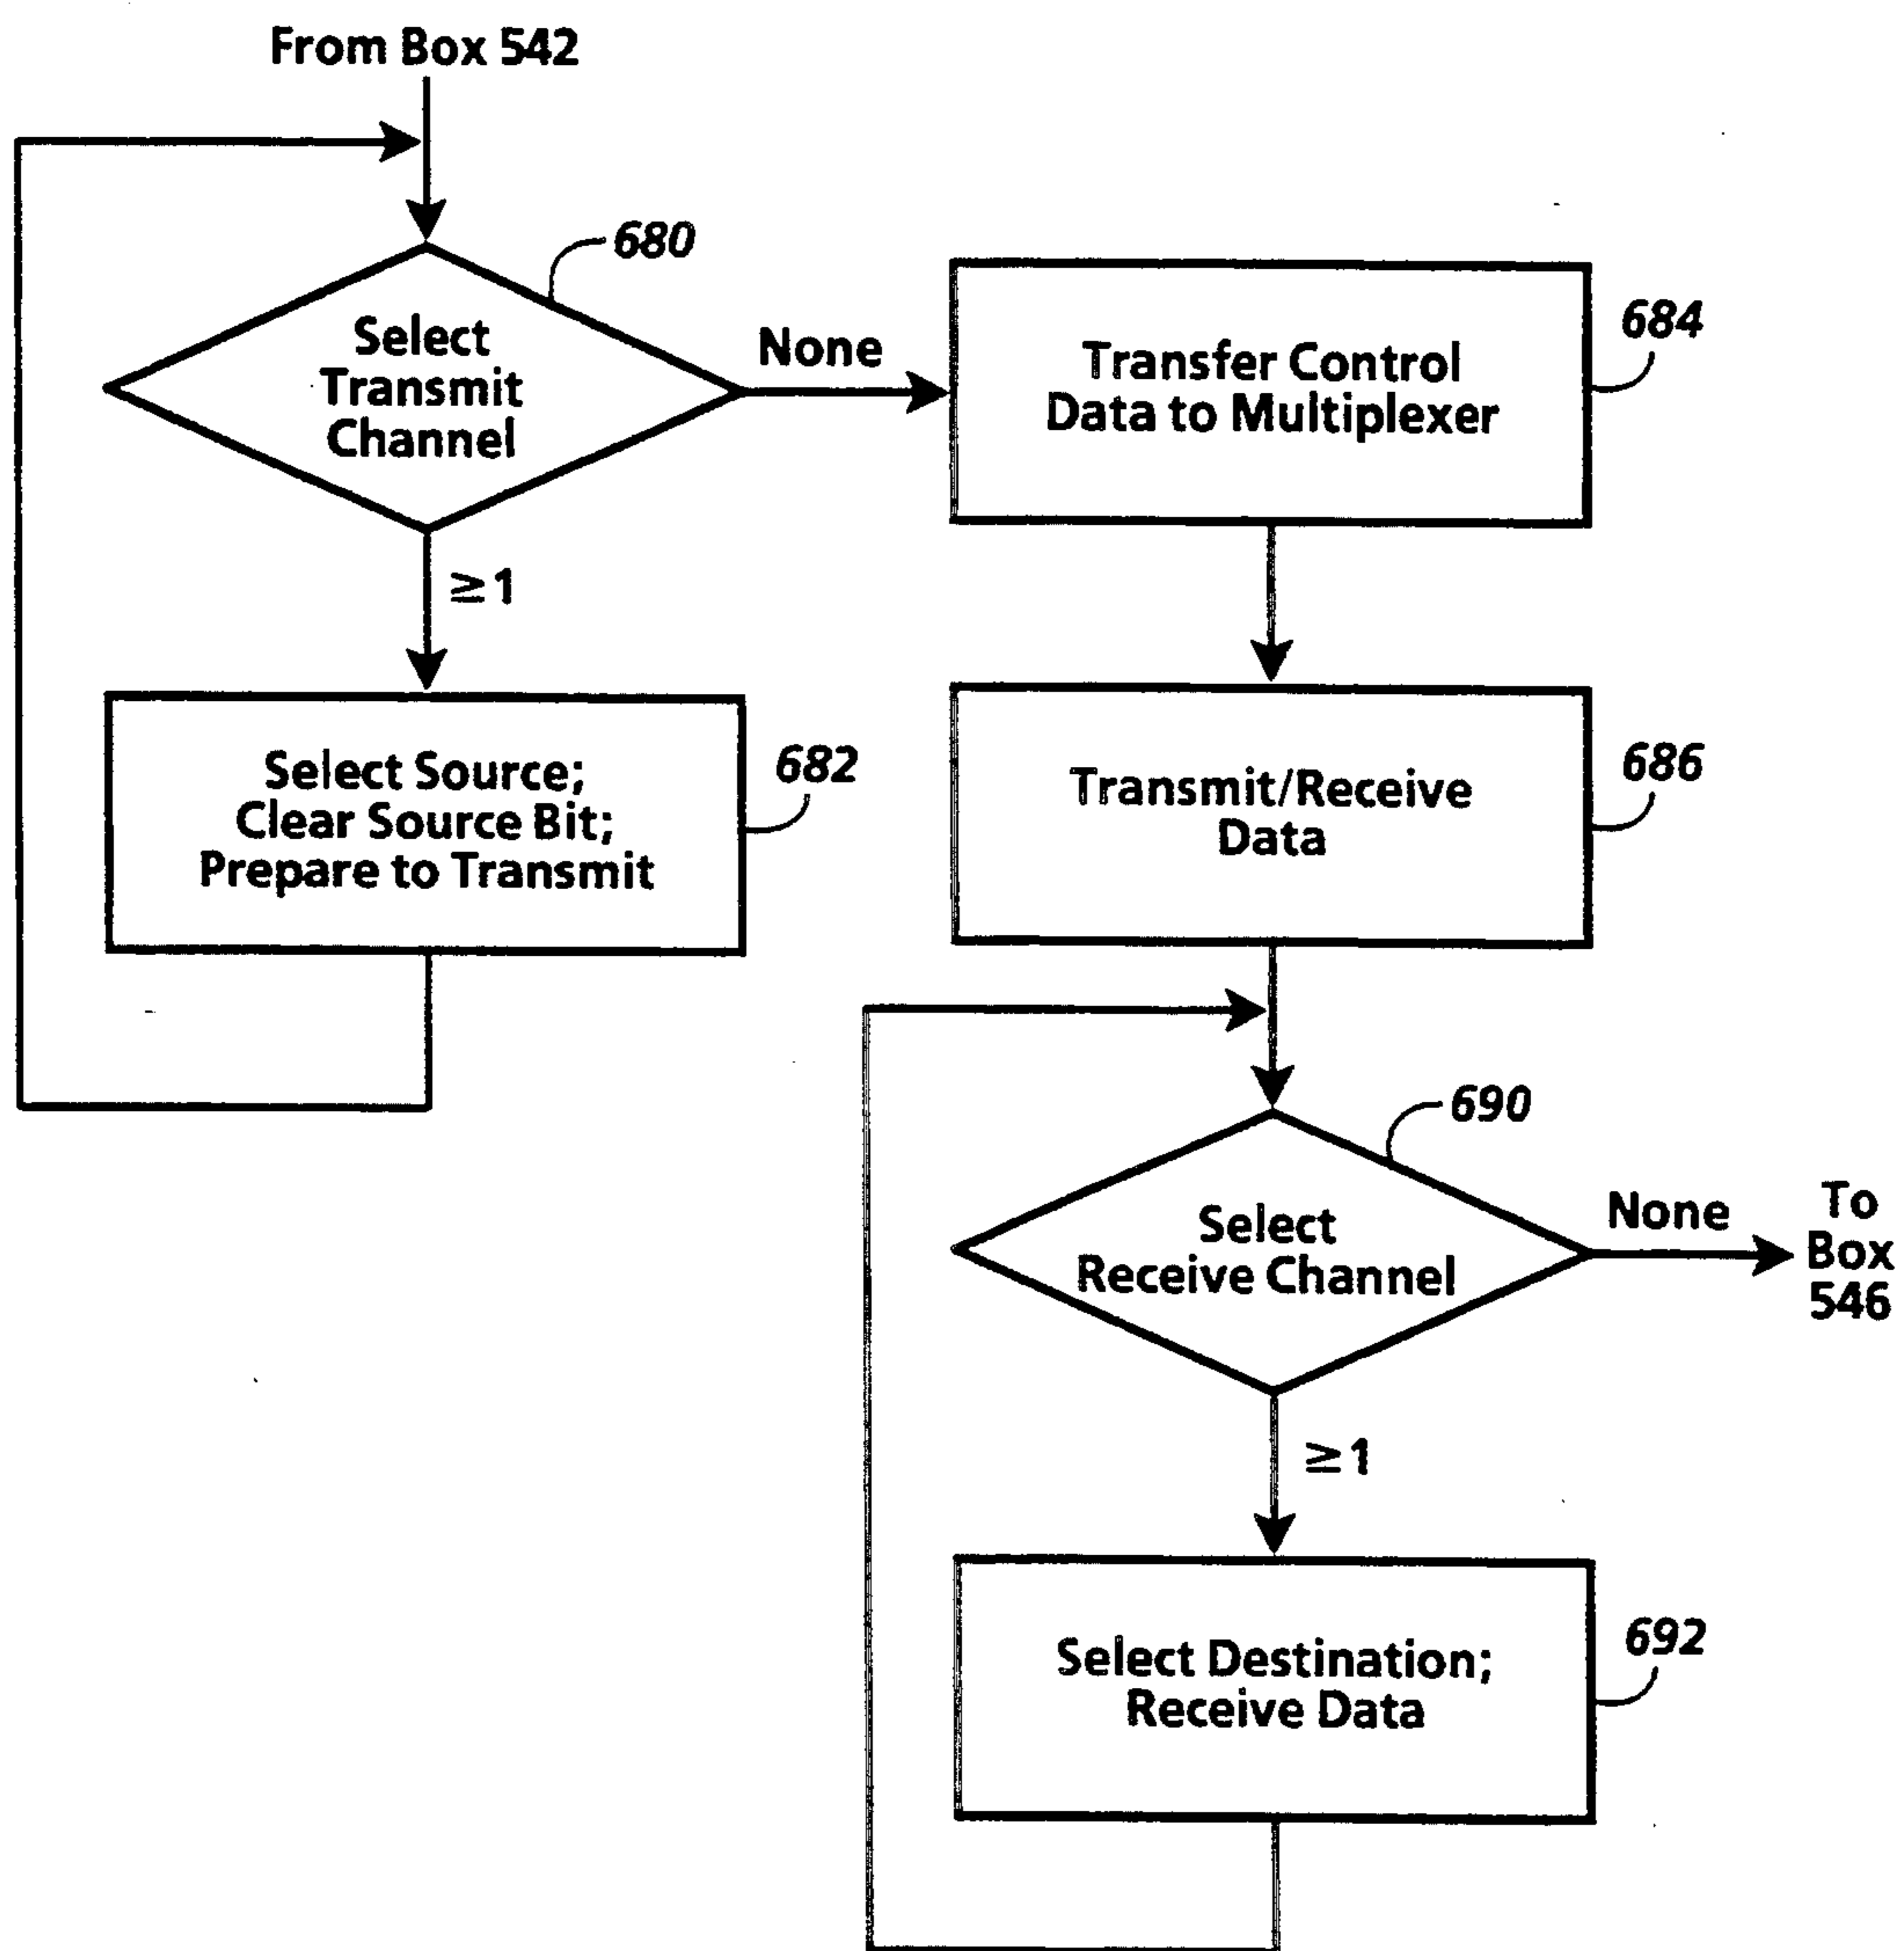 From Box 542
680
Select
Transmit
Channel
None
Transfer Control
Data to Multiplexer
684
≥1
Select Source;
Clear Source Bit;
Prepare to Transmit
682
Transmit/Receive
Data
686
690
Select
Receive Channel
None
To
Box
546
≥1
Select Destination;
Receive Data
692